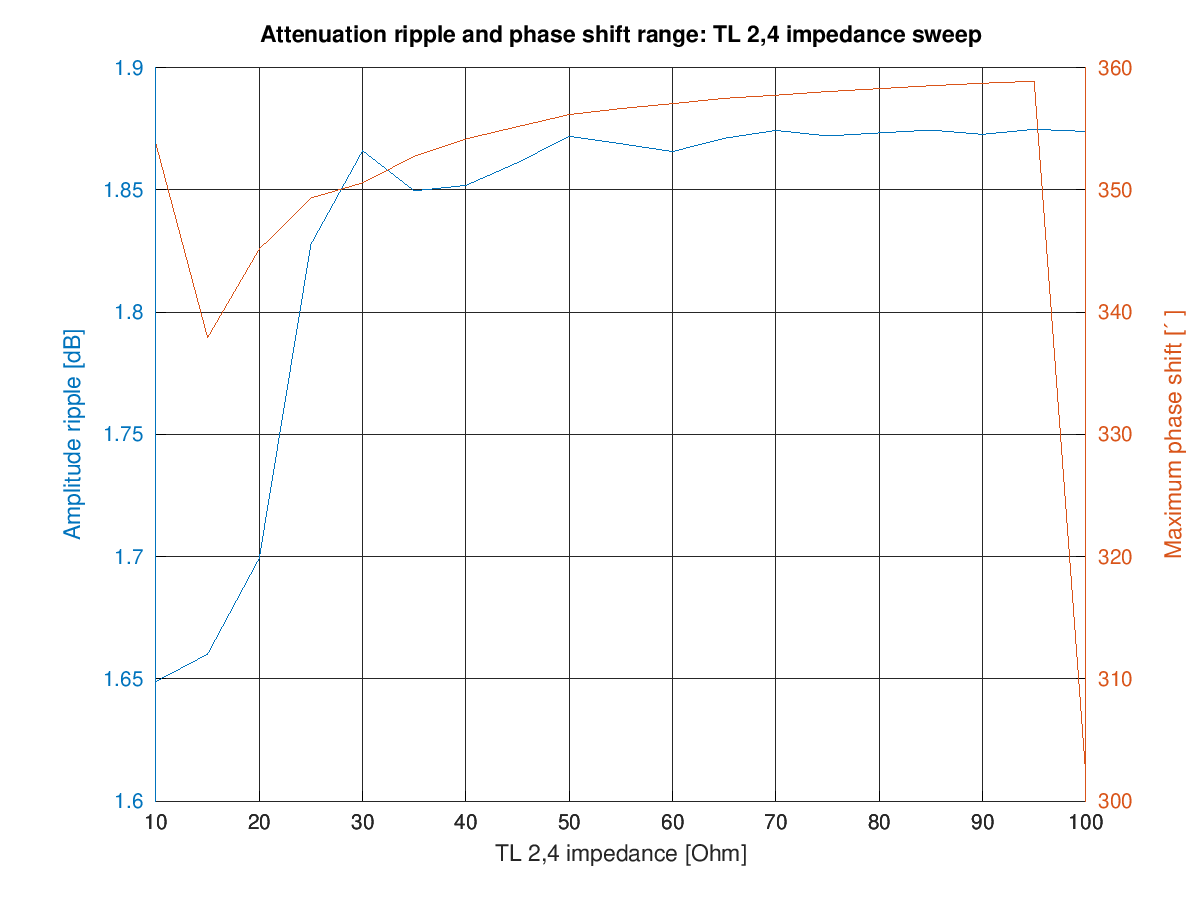 Attenuation ripple and phase shift range: TL 2,4 impedance sweep
1.9
1.85
1.8
1.75
1.7
1.65
1.6
Amplitude ripple [dB]
360
350
340
330
320
310
300
Maximum phase shift [´ ]
10 20 30 40 50 60 70 80 90 100
TL 2,4 impedance [Ohm]